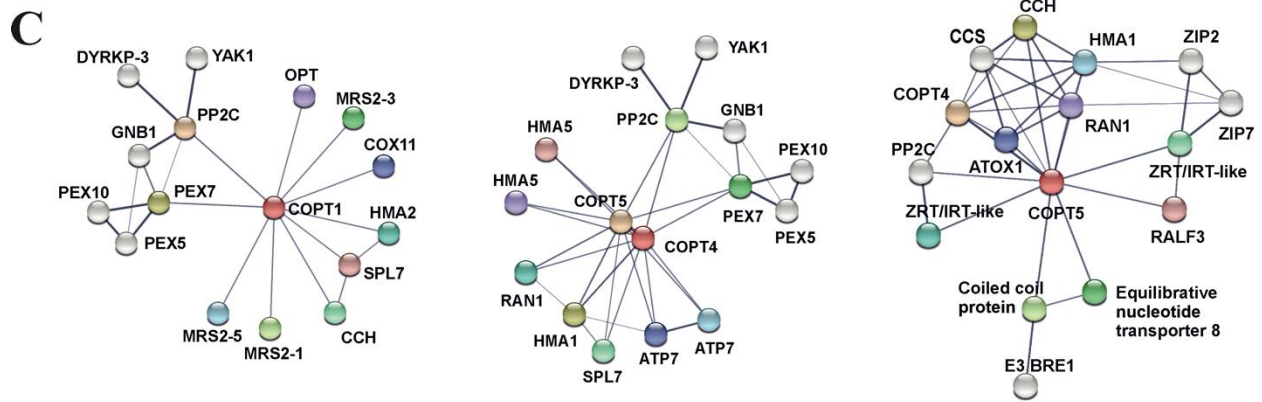 C
DYRKP-3
YAK1
OPT
MRS2-3
PP2C
GNB1
COX11
PEX10
PEX7
COPT1
HMA2
PEX5
SPL7
MRS2-5
CCH
MRS2-1
YAK1
DYRKP-3
GNB1
PP2C
HMA5
PEX10
HMA5
COPT5
PEX7
PEX5
COPT4
RAN1
HMA1
SPL7
ATP7
ATP7
CCH
CCS
HMA1
ZIP2
COPT4
RAN1
ZIP7
PP2C
ATOX1
ZRT/IRT-like
ZRT/IRT-like
COPT5
RALF3
Coiled coil
protein
Equilibrative
nucleotide
transporter 8
E3 BRE1